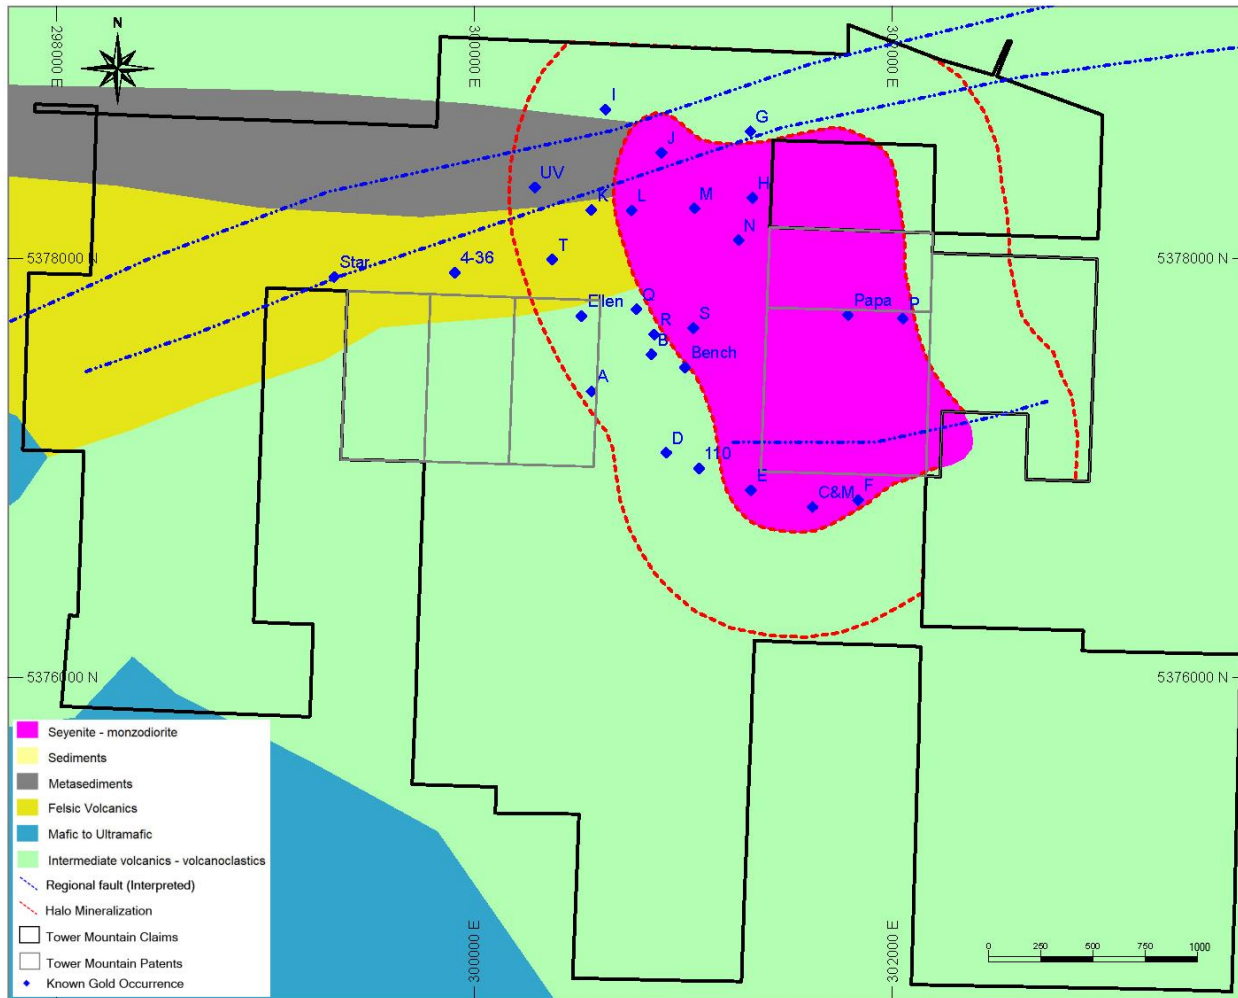 N
298000 E
300000 E
302000 E
I
G
J
UV
K
L
M
H
N
T
Star
4-36
5378000 N
5378000 N
Ellen
Q
R
S
Papa
P
B
Bench
A
D
110
E
C&M
F
5376000 N
5376000 N
Seyenite - monzodiorite
Sediments
Metasediments
Felsic Volcanics
Mafic to Ultramafic
Intermediate volcanics - volcanoclastics
Regional fault (Interpreted)
Halo Mineralization
Tower Mountain Claims
Tower Mountain Patents
Known Gold Occurrence
300000 E
302000 E
0 250 500 750 1000